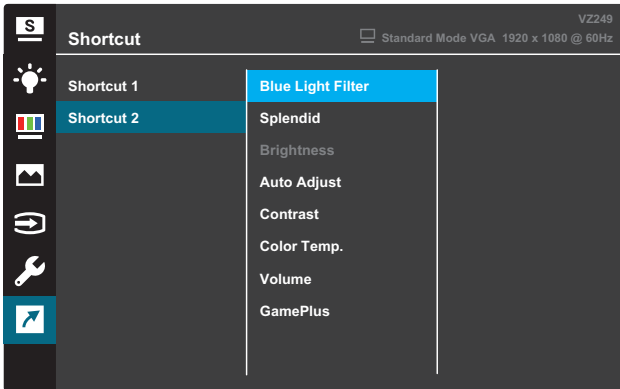 S
VZ249
Shortcut
Standard Mode VGA 1920 x 1080 @ 60Hz
Shortcut 1
Shortcut 2
Blue Light Filter
Splendid
Brightness
Auto Adjust
Contrast
Color Temp.
Volume
GamePlus